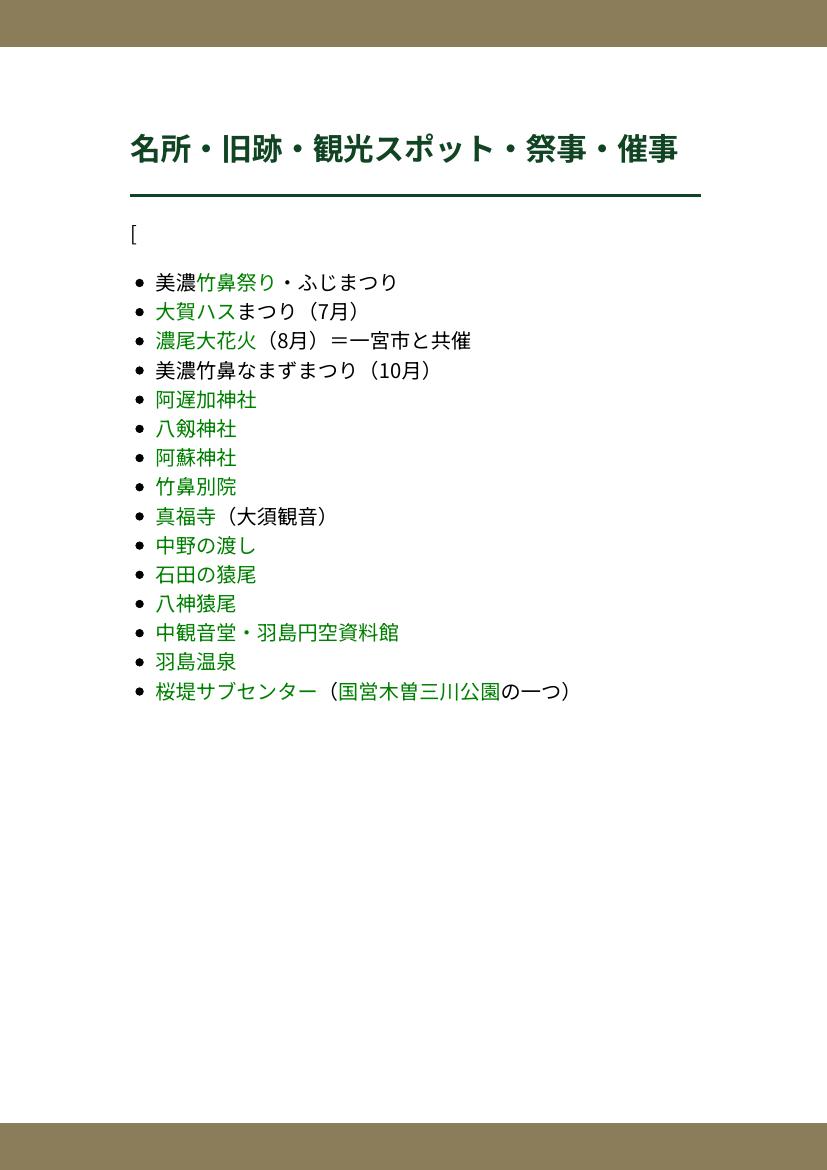 名所・旧跡・観光スポット・祭事・催事
[
美濃竹鼻祭り・ふじまつり
大賀ハスまつり（7月）
濃尾大花火（8月）＝一宮市と共催
美濃竹鼻なまずまつり（10月）
阿遅加神社
八剱神社
阿蘇神社
竹鼻別院
真福寺（大須観音）
中野の渡し
石田の猿尾
八神猿尾
中観音堂・羽島円空資料館
羽島温泉
桜堤サブセンター（国営木曽三川公園の一つ）